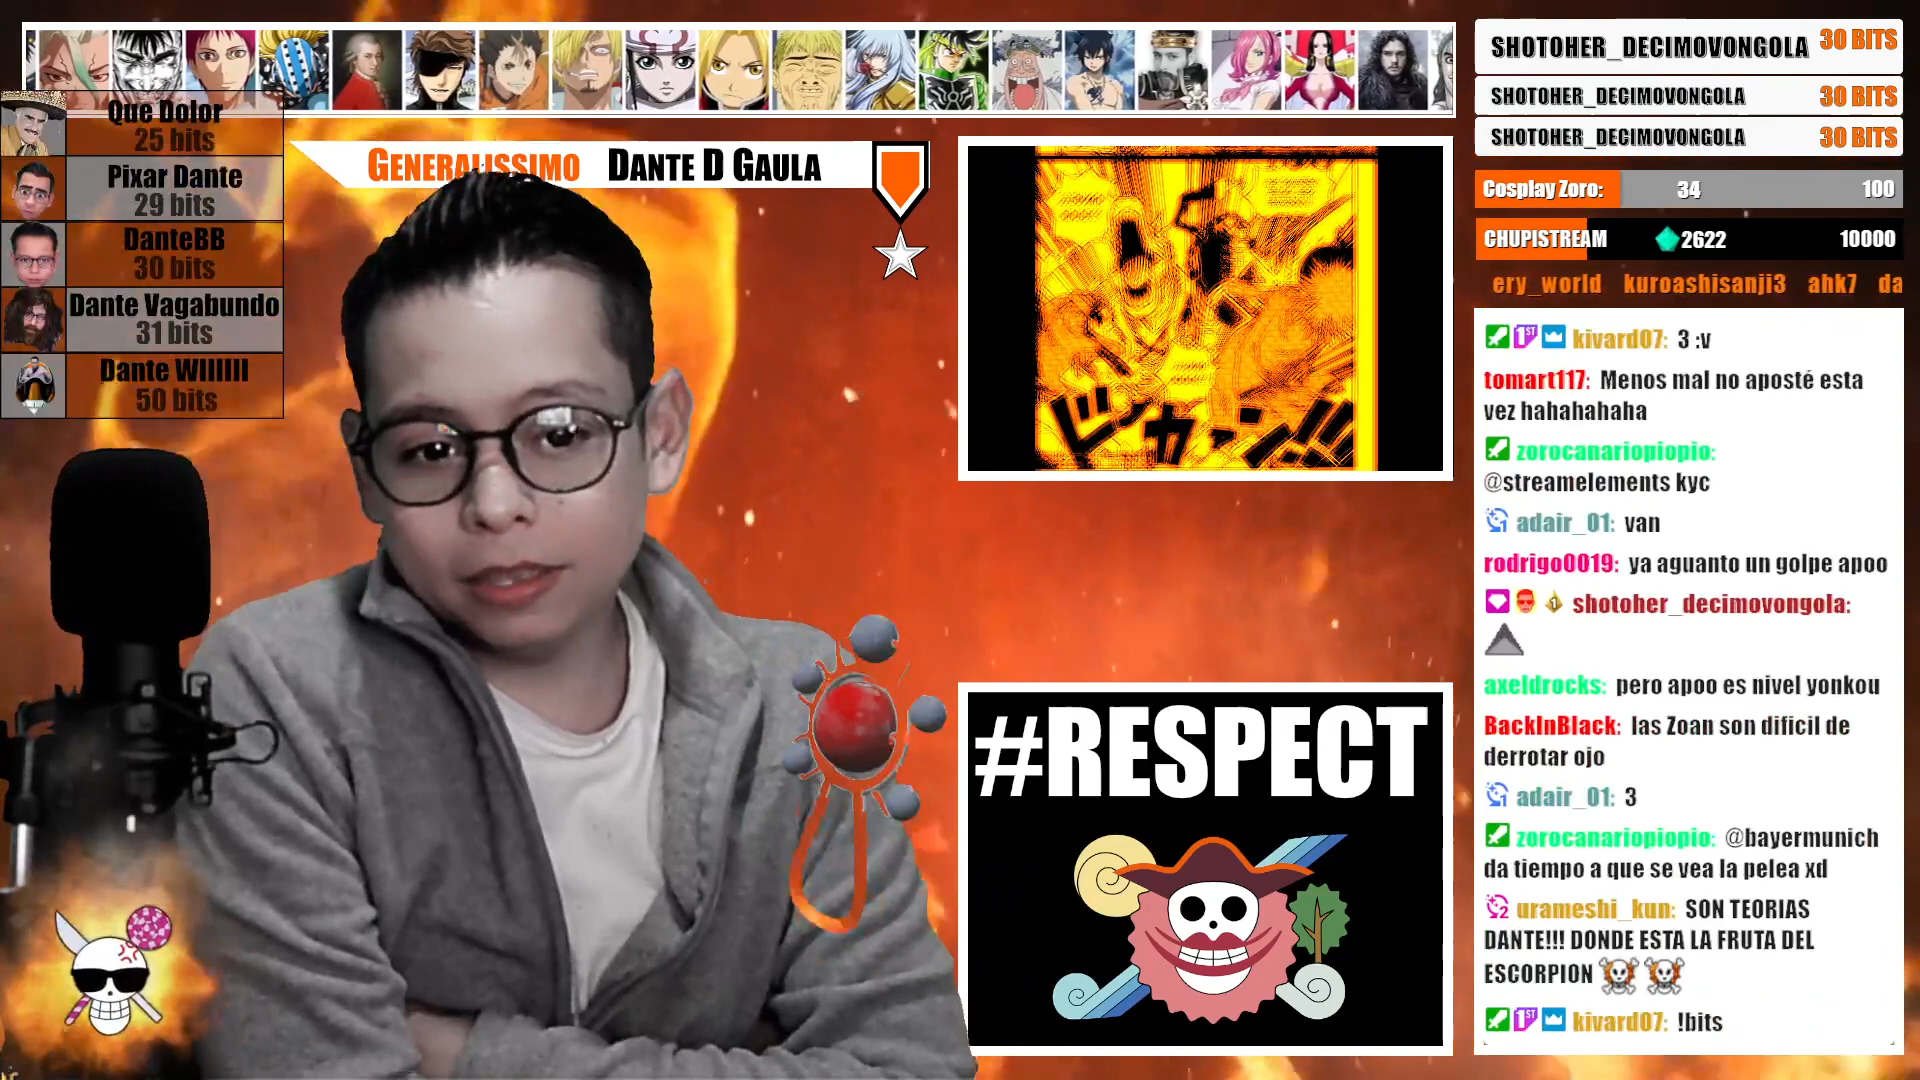 Que Dolor
25 bits
Pixar Dante
29 bits
DanteBB
30 bits
Dante Vagabundo
31 bits
Dante WIIIIII
50 bits
GENERALISSIMO DANTE D GAULA
ドッカーン!!
#RESPECT
SHOTOHER_DECIMOVONGOLA 30 BITS
SHOTOHER_DECIMOVONGOLA 30 BITS
SHOTOHER_DECIMOVONGOLA 30 BITS
Cosplay Zoro: 34 100
CHUPISTREAM 2622 10000
ery_world kuroashisanji3 ahk7 da
kivard07: 3 :v
tomart117: Menos mal no aposté esta
vez hahahahaha
zorocanariopiopio:
@streamelements kyc
adair_01: van
rodrigo0019: ya aguanto un golpe apoo
shotoher_decimovongola:
axeldrocks: pero apoo es nivel yonkou
BackInBlack: las Zoan son dificil de
derrotar ojo
adair_01: 3
zorocanariopiopio: @bayermunich
da tiempo a que se vea la pelea xd
urameshi_kun: SON TEORIAS
DANTE!!! DONDE ESTA LA FRUTA DEL
ESCORPION
kivard07: !bits